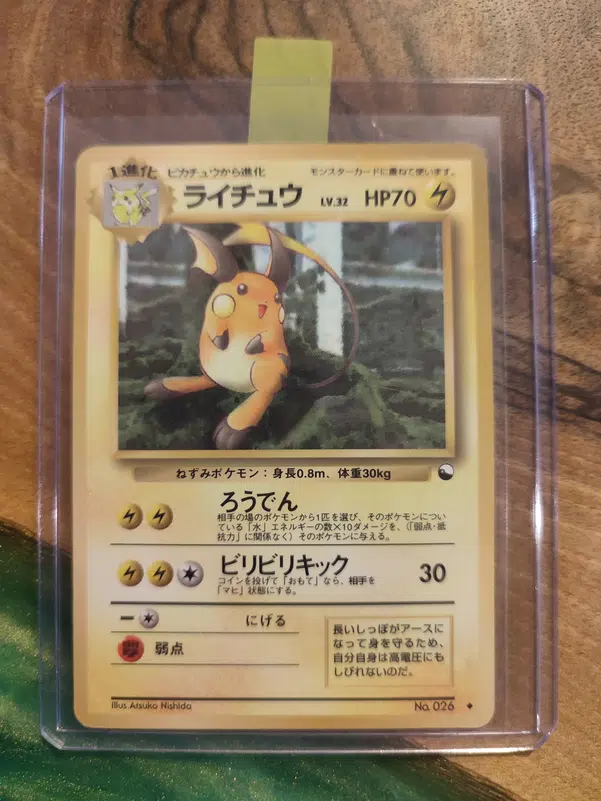 1進化
ピカチュウから進化
モンスターカードに重ねて使います。
ライチュウ LV.32 HP70
ねずみポケモン：身長0.8m、体重30kg
ろうでん
相手の場のポケモンから1匹を選び、そのポケモンについ
ている「水」エネルギーの数×10ダメージを、(「弱点・抵
抗力」に関係なく)そのポケモンに与える。
ビリビリキック 30
コインを投げて「おもて」なら、相手を
「マヒ」状態にする。
にげる
弱点
長いしっぽがアースに
なって身を守るため、
自分自身は高電圧にも
しびれないのだ。
Illus. Atsuko Nishida
No. 026